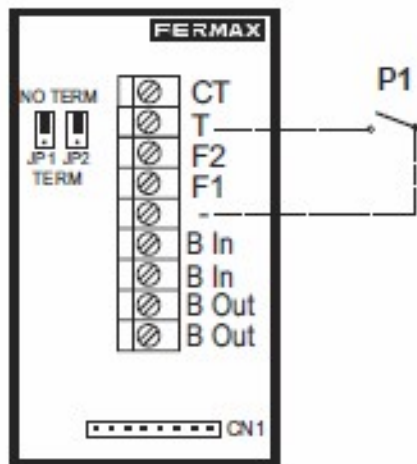 FERMAX
NO TERM
JP1 JP2
TERM
CT
T
F2
F1
-
B In
B In
B Out
B Out
CN1
P1